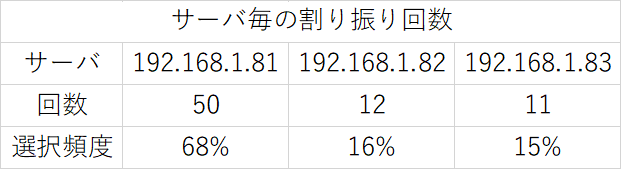 サーバ毎の割り振り回数
サーバ 192.168.1.81 192.168.1.82 192.168.1.83
回数 50 12 11
選択頻度 68% 16% 15%